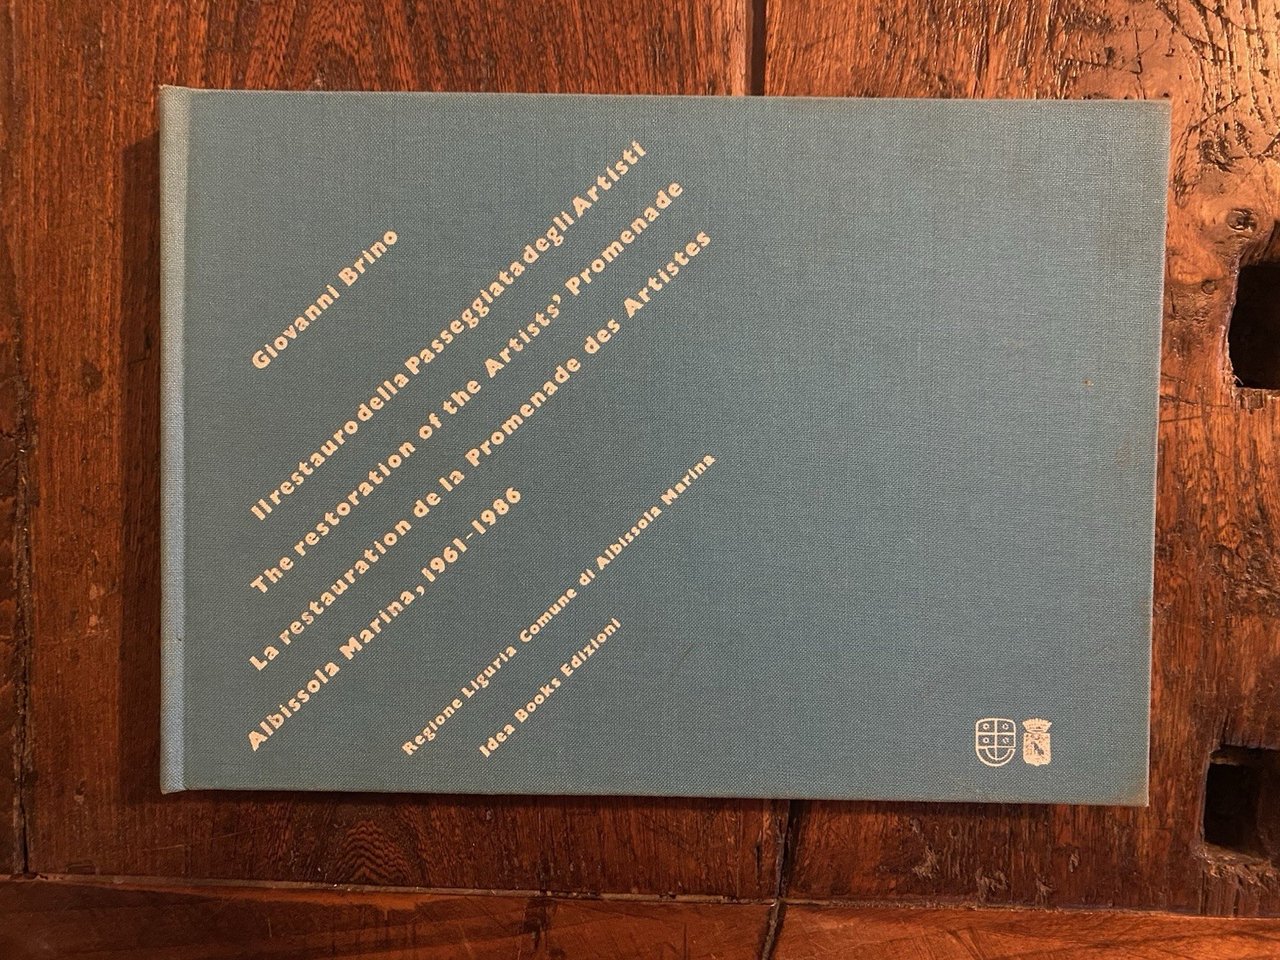 Giovanni Brino
Il restauro della Passeggiata degli Artisti
The restoration of the Artists' Promenade
La restauration de la Promenade des Artistes
Albissola Marina, 1961-1986
Regione Liguria Comune di Albissola Marina
Idea Books Edizioni